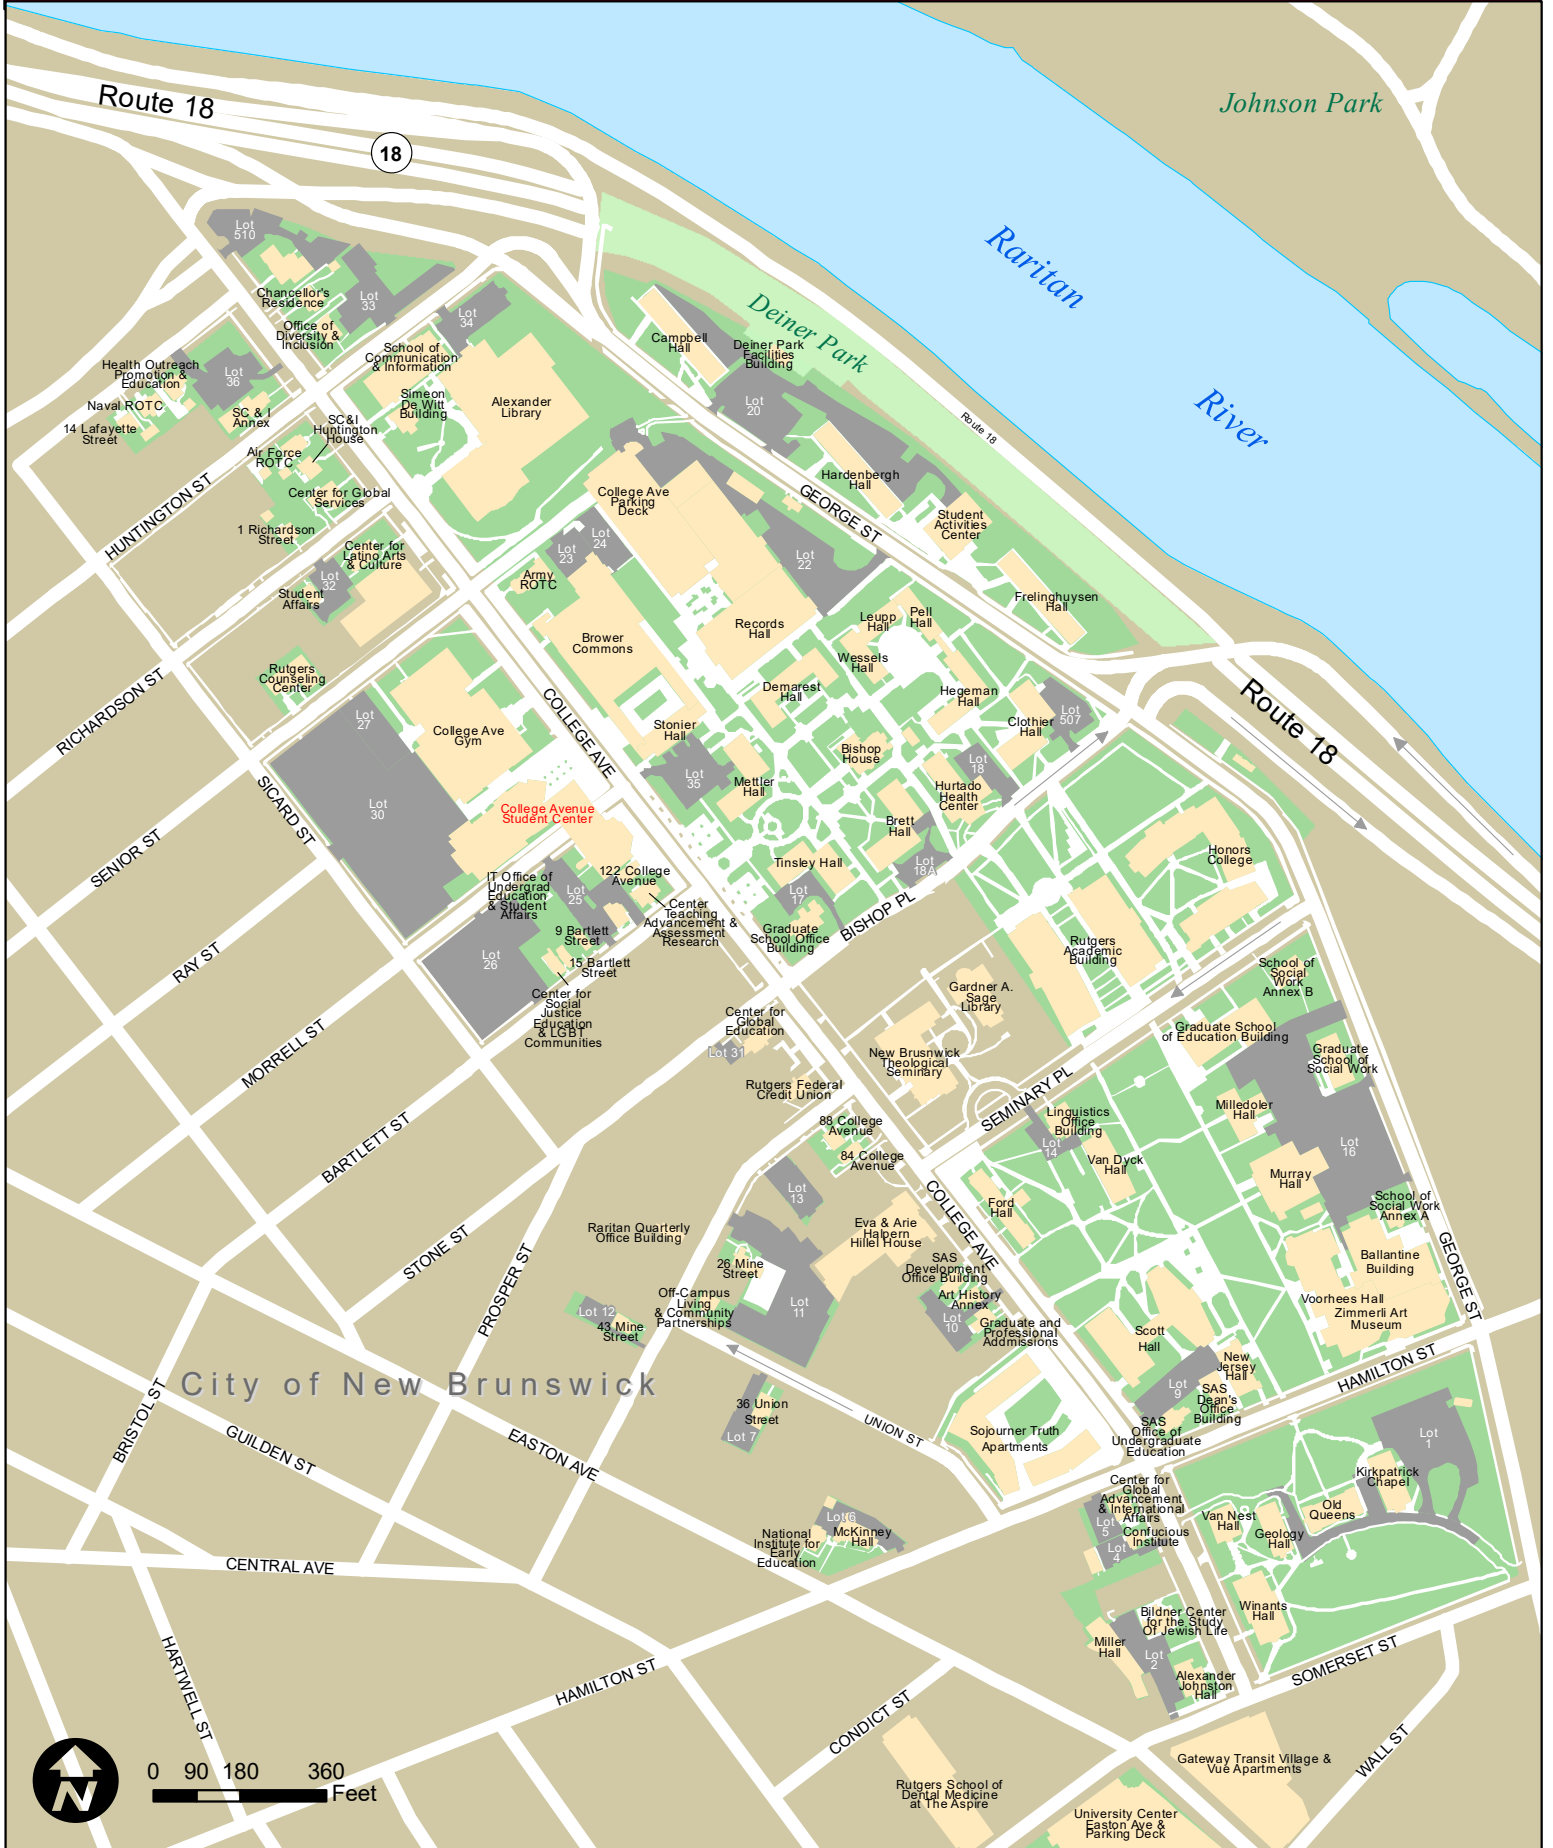 Route 18
18
Johnson Park
Raritan
River
Deiner Park
Route 18
Lot
510
Chancellor's
Residence
Lot
33
Office of
Diversity &
Inclusion
Lot
34
School of
Communication
& Information
Health Outreach
Promotion &
Education
Lot
36
Naval ROTC
14 Lafayette
Street
SC & I
Annex
SC&I
Huntington
House
Simeon
De Witt
Building
Alexander
Library
Campbell
Hall
Deiner Park
Facilities
Building
Lot
20
Air Force
ROTC
Center for Global
Services
HUNTINGTON ST
1 Richardson
Street
Center for
Latino Arts
& Culture
Lot
32
Student
Affairs
College Ave
Parking
Deck
Lot
24
Lot
23
Army
ROTC
Hardenbergh
Hall
GEORGE ST
Student
Activities
Center
Lot
22
Frelinghuysen
Hall
Brower
Commons
Records
Hall
Leupp
Hall
Pell
Hall
Wessels
Hall
Demarest
Hall
Hegeman
Hall
Rutgers
Counseling
Center
RICHARDSON ST
Lot
27
College Ave
Gym
COLLEGE AVE
Stonier
Hall
Clothier
Hall
Lot
507
Route 18
Bishop
House
Lot
18
Lot
35
Mettler
Hall
Hurtado
Health
Center
SICARD ST
Lot
30
College Avenue
Student Center
Brett
Hall
SENIOR ST
Tinsley Hall
Lot
18A
Honors
College
IT Office of
Undergrad
Education
& Student
Affairs
Lot
25
122 College
Avenue
Lot
17
Center
Teaching
Advancement &
Assessment
Research
Graduate
School Office
Building
BISHOP PL
9 Bartlett
Street
15 Bartlett
Street
Lot
26
RAY ST
Rutgers
Academic
Building
School of
Social
Work
Annex B
Center for
Social
Justice
Education
& LGBT
Communities
Center for
Global
Education
Lot 31
Gardner A.
Sage
Library
New Brusnwick
Theological
Seminary
Graduate School
of Education Building
Graduate
School of
Social Work
MORRELL ST
Rutgers Federal
Credit Union
SEMINARY PL
Linguistics
Office
Building
Lot
14
Milledoler
Hall
Lot
16
88 College
Avenue
84 College
Avenue
Van Dyck
Hall
Murray
Hall
BARTLETT ST
Lot
13
Ford
Hall
School of
Social Work
Annex A
COLLEGE AVE
Raritan Quarterly
Office Building
Eva & Arie
Halpern
Hillel House
STONE ST
PROSPER ST
26 Mine
Street
SAS
Development
Office Building
Ballantine
Building
GEORGE ST
Off-Campus
Living
& Community
Partnerships
Lot
11
Art History
Annex
Lot
10
Graduate and
Professional
Addmissions
Voorhees Hall
Zimmerli Art
Museum
Lot 12
43 Mine
Street
Scott
Hall
New
Jersey
Hall
HAMILTON ST
City of New Brunswick
Lot
9
SAS
Dean's
Office
Building
36 Union
Street
Lot 7
UNION ST
Sojourner Truth
Apartments
SAS
Office of
Undergraduate
Education
BRISTOL ST
GUILDEN ST
EASTON AVE
Lot
1
Kirkpatrick
Chapel
Center for
Global
Advancement
& International
Affairs
Lot
5
Confucious
Institute
Lot
4
Van Nest
Hall
Geology
Hall
Old
Queens
Lot 6
McKinney
Hall
National
Institute for
Early
Education
CENTRAL AVE
Winants
Hall
Bildner Center
for the Study
Of Jewish Life
Miller
Hall
Lot
2
Alexander
Johnston
Hall
HARTWELL ST
HAMILTON ST
SOMERSET ST
CONDICT ST
WALL ST
Gateway Transit Village &
Vue Apartments
Rutgers School of
Dental Medicine
at The Aspire
University Center
Easton Ave &
Parking Deck
N
0 90 180 360
Feet